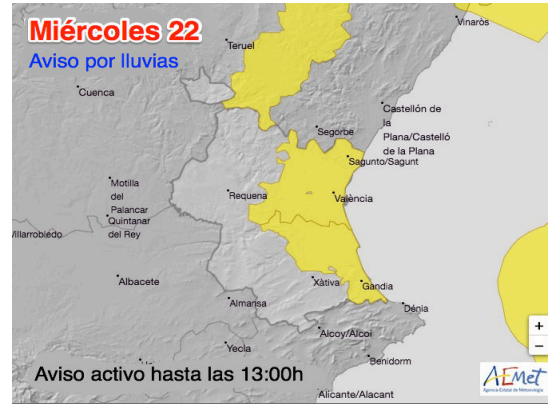 Miércoles 22
Aviso por lluvias
Vinaròs
Teruel
Cuenca
Castellón de
la
Plana/Castelló
de la Plana
Segorbe
Sagunto/Sagunt
Motilla
del
Palancar
Requena
València
Quintanar
del Rey
Villarrobledo
Albacete
Xàtiva
Gandia
Almansa
Dénia
Alcoy/Alcoi
Yecla
Benidorm
Aviso activo hasta las 13:00h
Alicante/Alacant
+
−
AEMet
Agencia Estatal de Meteorología